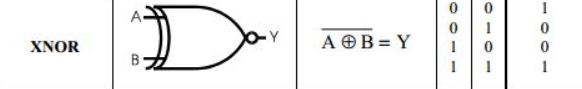 XNOR
A
B
Y
A ⊕ B = Y
0 0 1
0 1 0
1 0 0
1 1 1